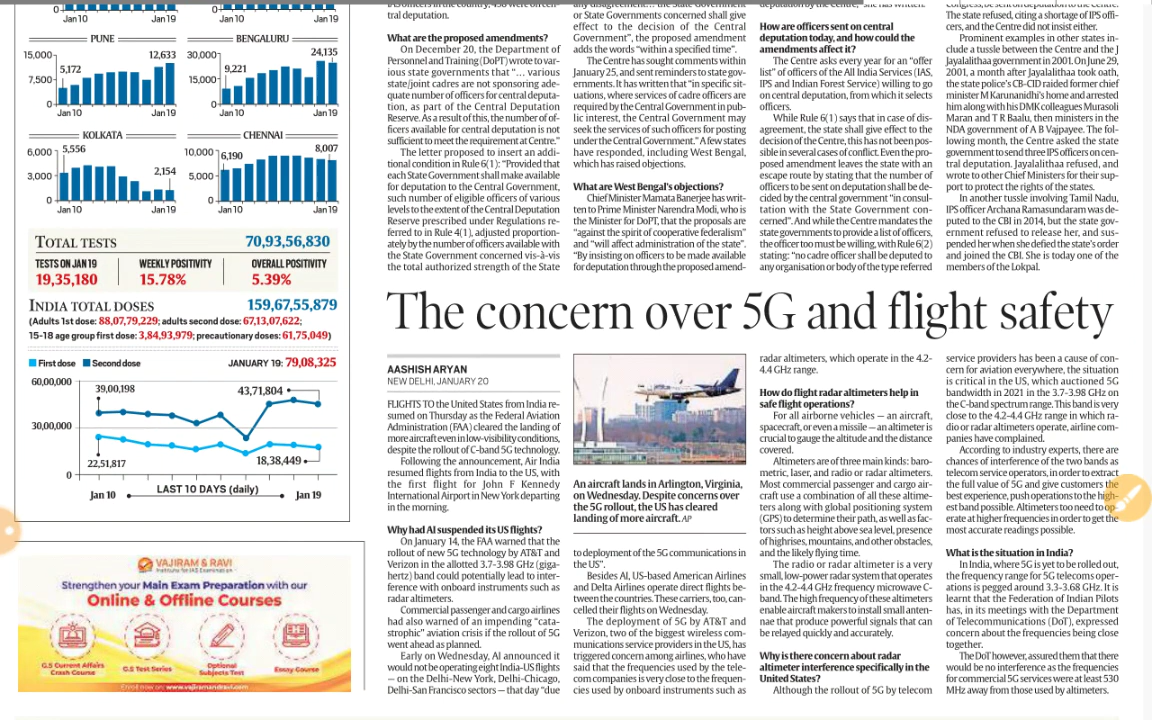 0
Jan 10
Jan 19
0
Jan 10
Jan 19
PUNE
15,000
7,500
0
5,172
12,633
Jan 10
Jan 19
BENGALURU
30,000
15,000
0
9,221
24,135
Jan 10
Jan 19
KOLKATA
6,000
3,000
0
5,556
2,154
Jan 10
Jan 19
CHENNAI
10,000
5,000
0
6,190
8,007
Jan 10
Jan 19
TOTAL TESTS 70,93,56,830
TESTS ON JAN 19
19,35,180
WEEKLY POSITIVITY
15.78%
OVERALL POSITIVITY
5.39%
INDIA TOTAL DOSES 159,67,55,879
(Adults 1st dose: 88,07,79,229; adults second dose: 67,13,07,622;
15-18 age group first dose: 3,84,93,979; precautionary doses: 61,75,049)
First dose Second dose JANUARY 19: 79,08,325
60,00,000
30,00,000
0
39,00,198
43,71,804
22,51,817
18,38,449
Jan 10
LAST 10 DAYS (daily)
Jan 19
VAJIRAM & RAVI
Institute for IAS Examination
Strengthen your Main Exam Preparation with our
Online & Offline Courses
G.S Current Affairs
Crash Course
G.S Test Series
Optional
Subjects Test
Essay Course
Enroll now on: www.vajiramandravi.com
tral deputation.
What are the proposed amendments?
On December 20, the Department of
Personnel and Training (DoPT) wrote to var-
ious state governments that “... various
state/joint cadres are not sponsoring ade-
quate number of officers for central deputa-
tion, as part of the Central Deputation
Reserve. As a result of this, the number of of-
ficers available for central deputation is not
sufficient to meet the requirement at Centre.”
The letter proposed to insert an addi-
tional condition in Rule 6(1): “Provided that
each State Government shall make available
for deputation to the Central Government,
such number of eligible officers of various
levels to the extent of the Central Deputation
Reserve prescribed under Regulations re-
ferred to in Rule 4(1), adjusted proportion-
ately by the number of officers available with
the State Government concerned vis-à-vis
the total authorized strength of the State
any disagreement... the State Government
or State Governments concerned shall give
effect to the decision of the Central
Government”, the proposed amendment
adds the words “within a specified time”.
The Centre has sought comments within
January 25, and sent reminders to state gov-
ernments. It has written that “in specific sit-
uations, where services of cadre officers are
required by the Central Government in pub-
lic interest, the Central Government may
seek the services of such officers for posting
under the Central Government.” A few states
have responded, including West Bengal,
which has raised objections.
What are West Bengal’s objections?
Chief Minister Mamata Banerjee has writ-
ten to Prime Minister Narendra Modi, who is
the Minister for DoPT, that the proposals are
“against the spirit of cooperative federalism”
and “will affect administration of the state”.
“By insisting on officers to be made available
for deputation through the proposed amend-
How are officers sent on central
deputation today, and how could the
amendments affect it?
The Centre asks every year for an “offer
list” of officers of the All India Services (IAS,
IPS and Indian Forest Service) willing to go
on central deputation, from which it selects
officers.
While Rule 6(1) says that in case of dis-
agreement, the state shall give effect to the
decision of the Centre, this has not been pos-
sible in several cases of conflict. Even the pro-
posed amendment leaves the state with an
escape route by stating that the number of
officers to be sent on deputation shall be de-
cided by the central government “in consul-
tation with the State Government con-
cerned”. And while the Centre mandates the
state governments to provide a list of officers,
the officer too must be willing, with Rule 6(2)
stating: “no cadre officer shall be deputed to
any organisation or body of the type referred
The state refused, citing a shortage of IPS offi-
cers, and the Centre did not insist either.
Prominent examples in other states in-
clude a tussle between the Centre and the J
Jayalalithaa government in 2001. On June 29,
2001, a month after Jayalalithaa took oath,
the state police’s CB-CID raided former chief
minister M Karunanidhi’s home and arrested
him along with his DMK colleagues Murasoli
Maran and T R Baalu, then ministers in the
NDA government of A B Vajpayee. The fol-
lowing month, the Centre asked the state
government to send three IPS officers on cen-
tral deputation. Jayalalithaa refused, and
wrote to other Chief Ministers for their sup-
port to protect the rights of the states.
In another tussle involving Tamil Nadu,
IPS officer Archana Ramasundaram was de-
puted to the CBI in 2014, but the state gov-
ernment refused to release her, and sus-
pended her when she defied the state’s order
and joined the CBI. She is today one of the
members of the Lokpal.
The concern over 5G and flight safety
AASHISH ARYAN
NEW DELHI, JANUARY 20
FLIGHTS TO the United States from India re-
sumed on Thursday as the Federal Aviation
Administration (FAA) cleared the landing of
more aircraft even in low-visibility conditions,
despite the rollout of C-band 5G technology.
Following the announcement, Air India
resumed flights from India to the US, with
the first flight for John F Kennedy
International Airport in New York departing
in the morning.
Why had AI suspended its US flights?
On January 14, the FAA warned that the
rollout of new 5G technology by AT&T and
Verizon in the allotted 3.7-3.98 GHz (giga-
hertz) band could potentially lead to inter-
ference with onboard instruments such as
radar altimeters.
Commercial passenger and cargo airlines
had also warned of an impending “cata-
strophic” aviation crisis if the rollout of 5G
went ahead as planned.
Early on Wednesday, AI announced it
would not be operating eight India-US flights
— on the Delhi-New York, Delhi-Chicago,
Delhi-San Francisco sectors — that day “due
An aircraft lands in Arlington, Virginia,
on Wednesday. Despite concerns over
the 5G rollout, the US has cleared
landing of more aircraft. AP
to deployment of the 5G communications in
the US”.
Besides AI, US-based American Airlines
and Delta Airlines operate direct flights be-
tween the countries. These carriers, too, can-
celled their flights on Wednesday.
The deployment of 5G by AT&T and
Verizon, two of the biggest wireless com-
munications service providers in the US, has
triggered concern among airlines, who have
said that the frequencies used by the tele-
com companies is very close to the frequen-
cies used by onboard instruments such as
radar altimeters, which operate in the 4.2-
4.4 GHz range.
How do flight radar altimeters help in
safe flight operations?
For all airborne vehicles — an aircraft,
spacecraft, or even a missile — an altimeter is
crucial to gauge the altitude and the distance
covered.
Altimeters are of three main kinds: baro-
metric, laser, and radio or radar altimeters.
Most commercial passenger and cargo air-
craft use a combination of all these altime-
ters along with global positioning system
(GPS) to determine their path, as well as fac-
tors such as height above sea level, presence
of highrises, mountains, and other obstacles,
and the likely flying time.
The radio or radar altimeter is a very
small, low-power radar system that operates
in the 4.2-4.4 GHz frequency microwave C-
band. The high frequency of these altimeters
enable aircraft makers to install small anten-
nae that produce powerful signals that can
be relayed quickly and accurately.
Why is there concern about radar
altimeter interference specifically in the
United States?
Although the rollout of 5G by telecom
service providers has been a cause of con-
cern for aviation everywhere, the situation
is critical in the US, which auctioned 5G
bandwidth in 2021 in the 3.7-3.98 GHz on
the C-band spectrum range. This band is very
close to the 4.2-4.4 GHz range in which ra-
dio or radar altimeters operate, airline com-
panies have complained.
According to industry experts, there are
chances of interference of the two bands as
telecom service operators, in order to extract
the full value of 5G and give customers the
best experience, push operations to the high-
est band possible. Altimeters too need to op-
erate at higher frequencies in order to get the
most accurate readings possible.
What is the situation in India?
In India, where 5G is yet to be rolled out,
the frequency range for 5G telecoms oper-
ations is pegged around 3.3-3.68 GHz. It is
learnt that the Federation of Indian Pilots
has, in its meetings with the Department
of Telecommunications (DoT), expressed
concern about the frequencies being close
together.
The DoT however, assured them that there
would be no interference as the frequencies
for commercial 5G services were at least 530
MHz away from those used by altimeters.